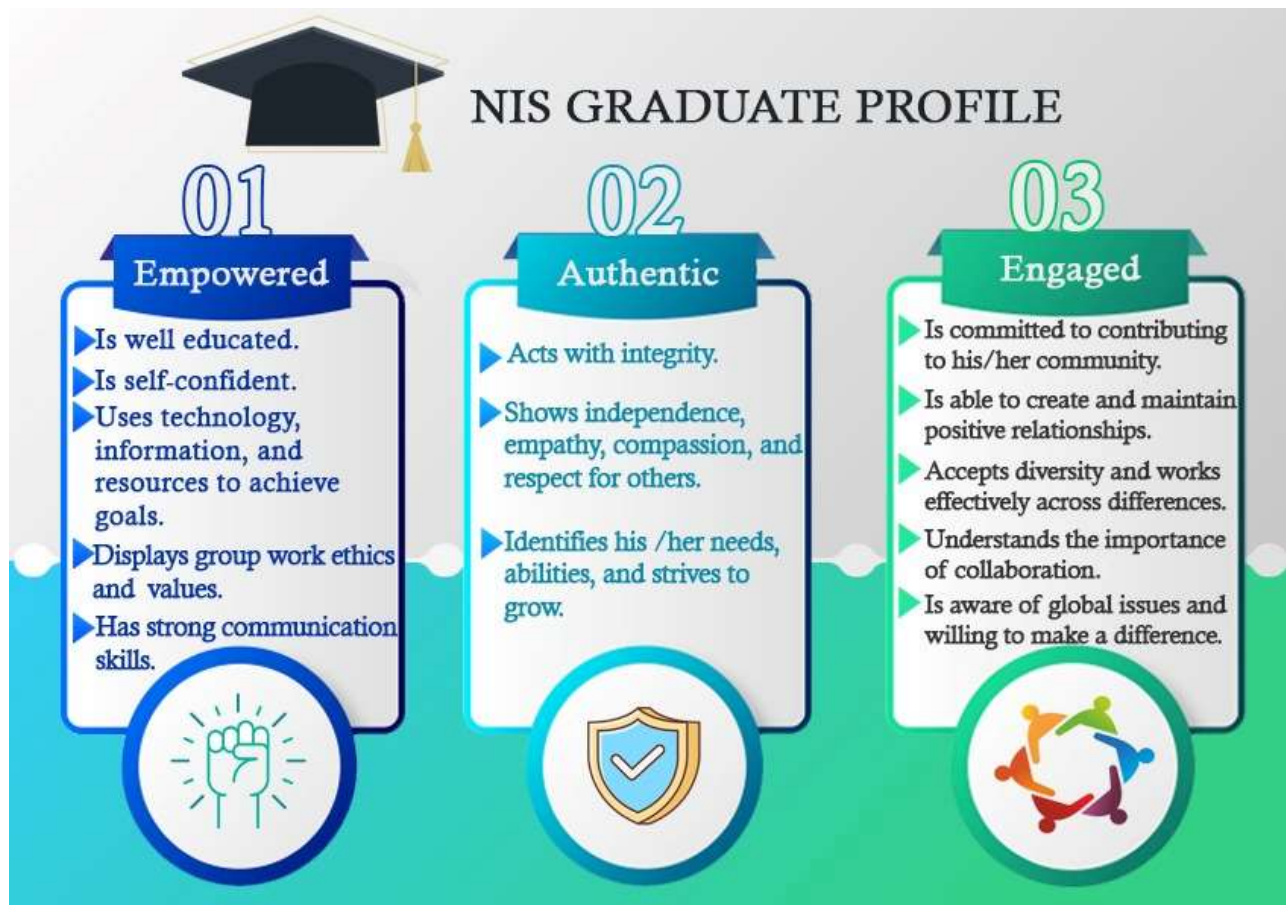 NIS GRADUATE PROFILE
01
Empowered
Is well educated.
Is self-confident.
Uses technology,
information, and
resources to achieve
goals.
Displays group work ethics
and values.
Has strong communication
skills.
02
Authentic
Acts with integrity.
Shows independence,
empathy, compassion, and
respect for others.
Identifies his /her needs,
abilities, and strives to
grow.
03
Engaged
Is committed to contributing
to his/her community.
Is able to create and maintain
positive relationships.
Accepts diversity and works
effectively across differences.
Understands the importance
of collaboration.
Is aware of global issues and
willing to make a difference.